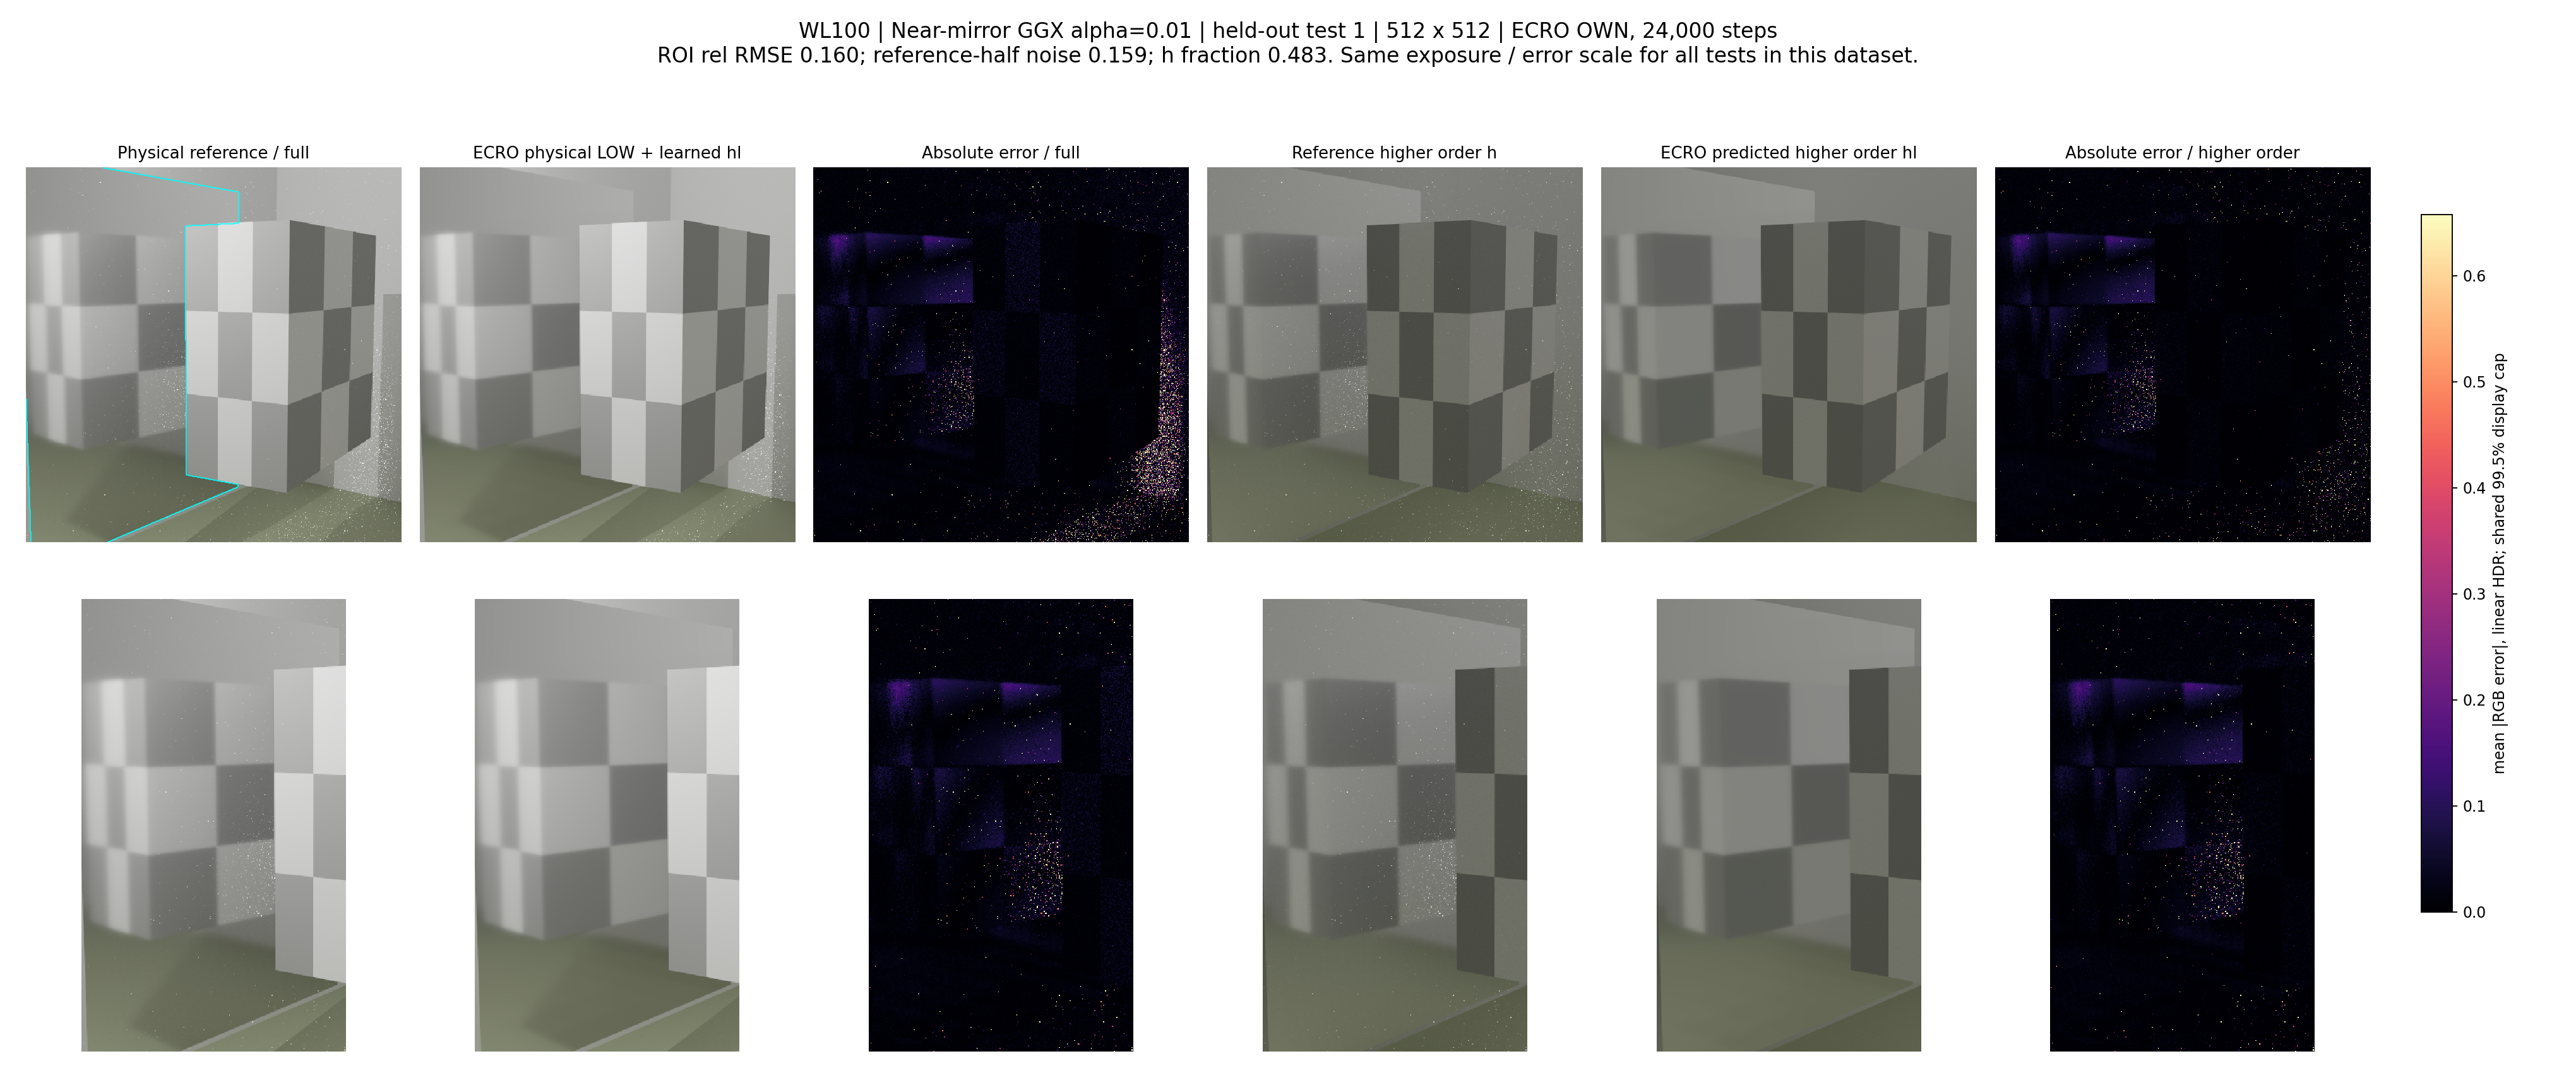 WL100 | Near-mirror GGX alpha=0.01 | held-out test 1 | 512 x 512 | ECRO OWN, 24,000 steps
ROI rel RMSE 0.160; reference-half noise 0.159; h fraction 0.483. Same exposure / error scale for all tests in this dataset.
Physical reference / full
ECRO physical LOW + learned hl
Absolute error / full
Reference higher order h
ECRO predicted higher order hl
Absolute error / higher order
0.6
0.5
0.4
0.3
0.2
0.1
0.0
mean |RGB error|, linear HDR; shared 99.5% display cap